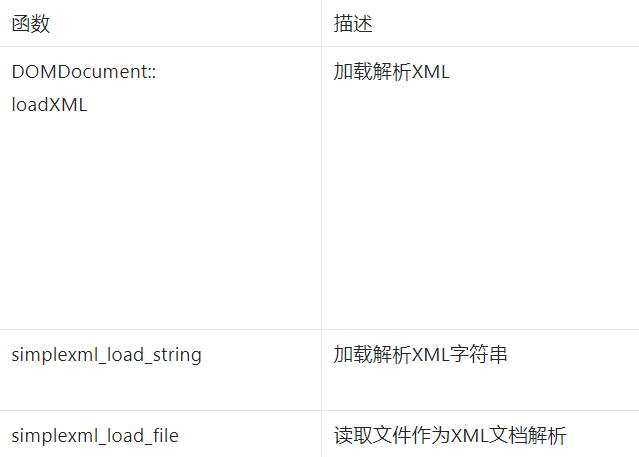 函数 描述
DOMDocument:: 加载解析XML
loadXML
simplexml_load_string 加载解析XML字符串
simplexml_load_file 读取文件作为XML文档解析